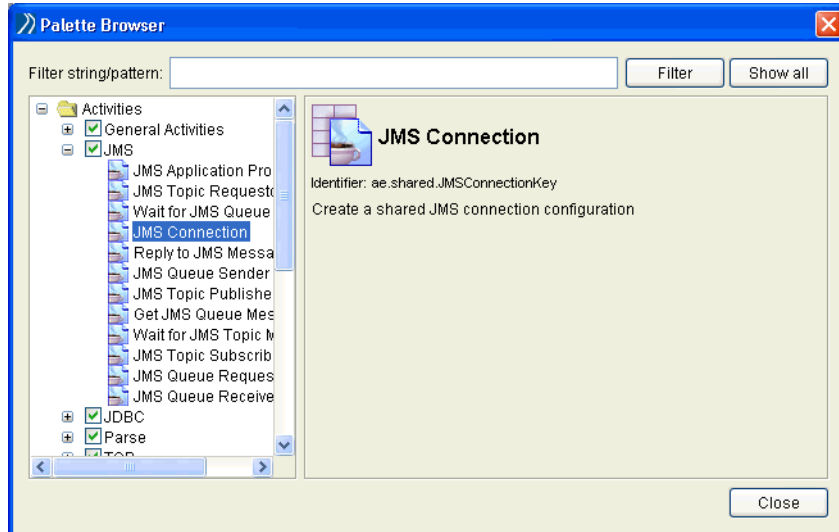 Palette Browser
Filter string/pattern:
Filter
Show all
Activities
General Activities
JMS
JMS Application Pro
JMS Topic Requesto
Wait for JMS Queue
JMS Connection
Reply to JMS Messa
JMS Queue Sender
JMS Topic Publishe
Get JMS Queue Mes
Wait for JMS Topic M
JMS Topic Subscrib
JMS Queue Reques
JMS Queue Receive
JDBC
Parse
TCP
JMS Connection
Identifier: ae.shared.JMSConnectionKey
Create a shared JMS connection configuration
Close